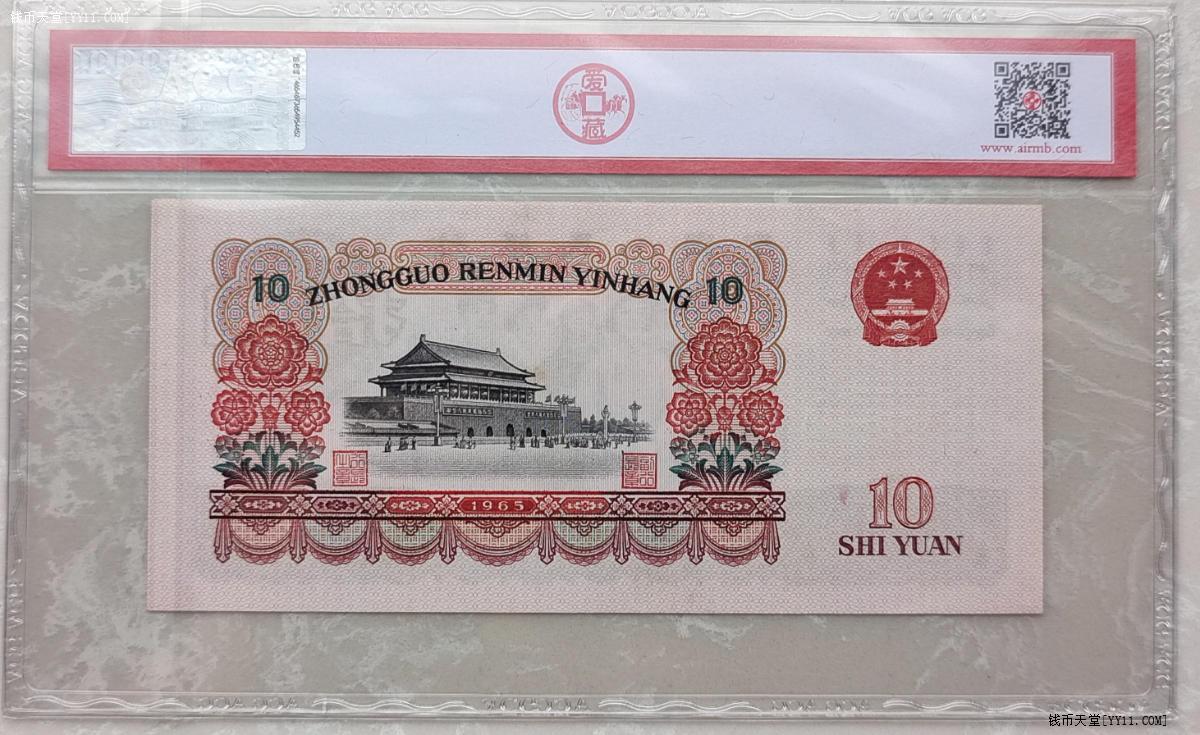 钱币天堂[YY11.COM]
爱
藏
www.airmb.com
10 ZHONGGUO RENMIN YINHANG 10
1965
10
SHI YUAN
钱币天堂[YY11.COM]